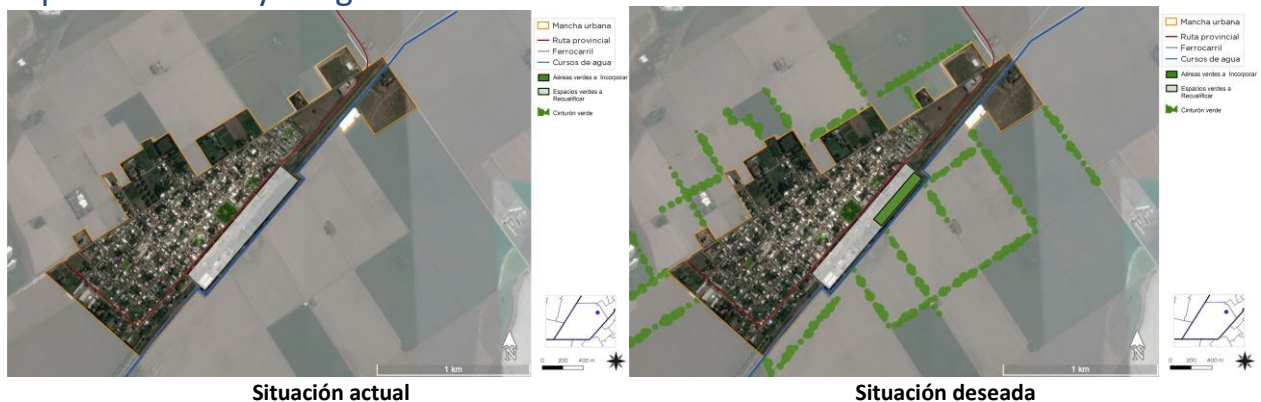 Mancha urbana
Ruta provincial
Ferrocarril
Cursos de agua
Aéreas verdes a Incorporar
Espacios verdes a
Recualificar
Cinturón verde
N
0 200 400 m
1 km
Situación actual
Mancha urbana
Ruta provincial
Ferrocarril
Cursos de agua
Aéreas verdes a Incorporar
Espacios verdes a
Recualificar
Cinturón verde
N
0 200 400 m
1 km
Situación deseada